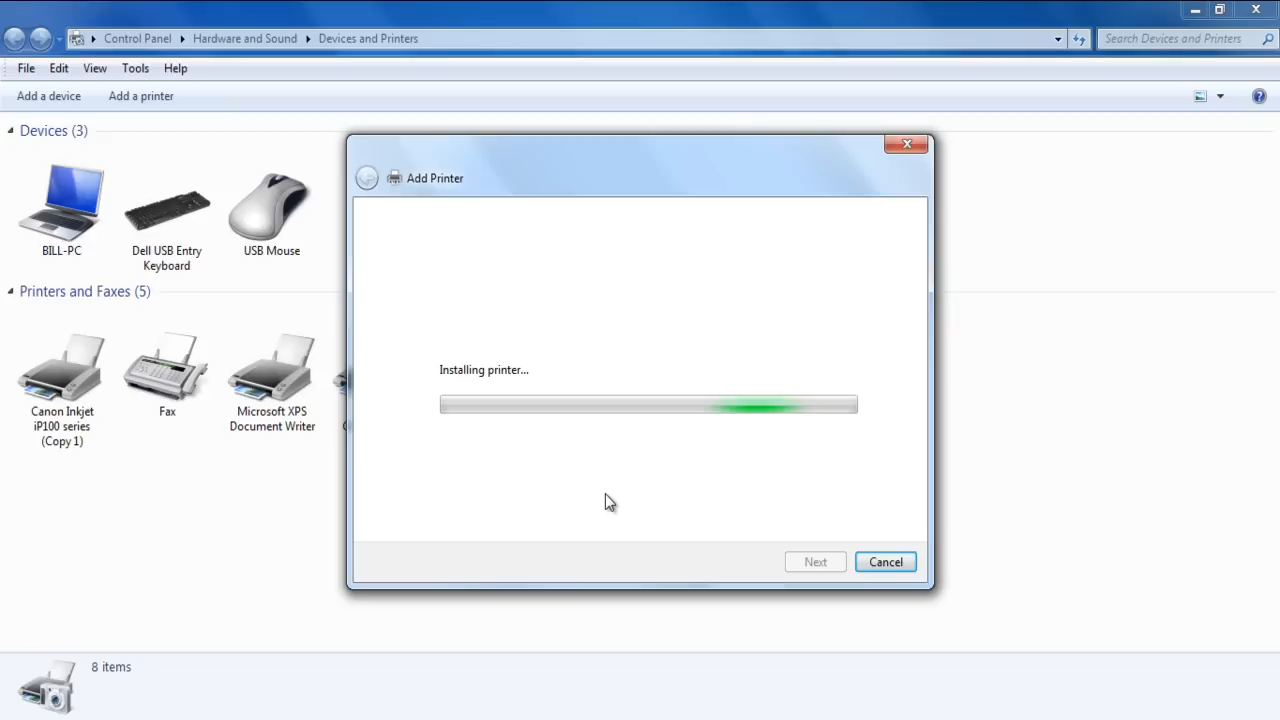 Control Panel Hardware and Sound Devices and Printers Search Devices and Printers
File Edit View Tools Help
Add a device Add a printer
Devices (3)
BILL-PC
Dell USB Entry
Keyboard
USB Mouse
Printers and Faxes (5)
Canon Inkjet
iP100 series
(Copy 1)
Fax
Microsoft XPS
Document Writer
Add Printer
Installing printer...
Next Cancel
8 items